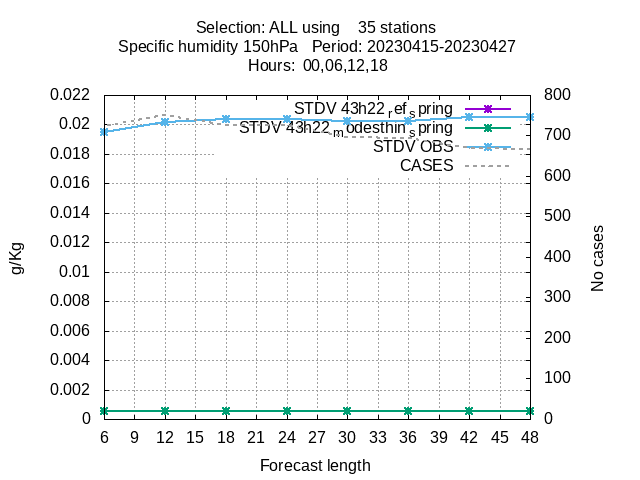 Selection: ALL using    35 stations
Specific humidity 150hPa   Period: 20230415-20230427
Hours:  00,06,12,18
0.022
0.02
0.018
0.016
0.014
0.012
0.01
0.008
0.006
0.004
0.002
0
g/Kg
STDV 43h22_ref_spring
STDV 43h22_modesthin_spring
STDV OBS
CASES
800
700
600
500
400
300
200
100
0
No cases
6 9 12 15 18 21 24 27 30 33 36 39 42 45 48
Forecast length